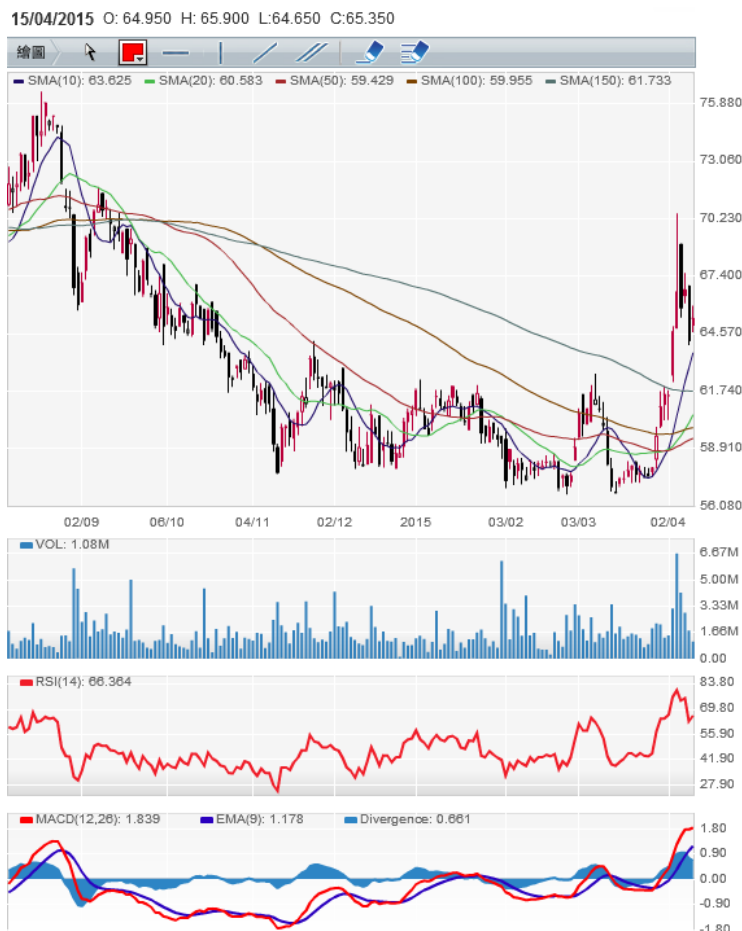 15/04/2015 O: 64.950 H: 65.900 L:64.650 C:65.350
繪圖
SMA(10): 63.625 SMA(20): 60.583 SMA(50): 59.429 SMA(100): 59.955 SMA(150): 61.733
75.880
73.060
70.230
67.400
64.570
61.740
58.910
56.080
02/09 06/10 04/11 02/12 2015 03/02 03/03 02/04
VOL: 1.08M
6.67M
5.00M
3.33M
1.66M
0.00
RSI(14): 66.364
83.80
69.80
55.90
41.90
27.90
MACD(12,26): 1.839 EMA(9): 1.178 Divergence: 0.661
1.80
0.90
0.00
-0.90
-1.80